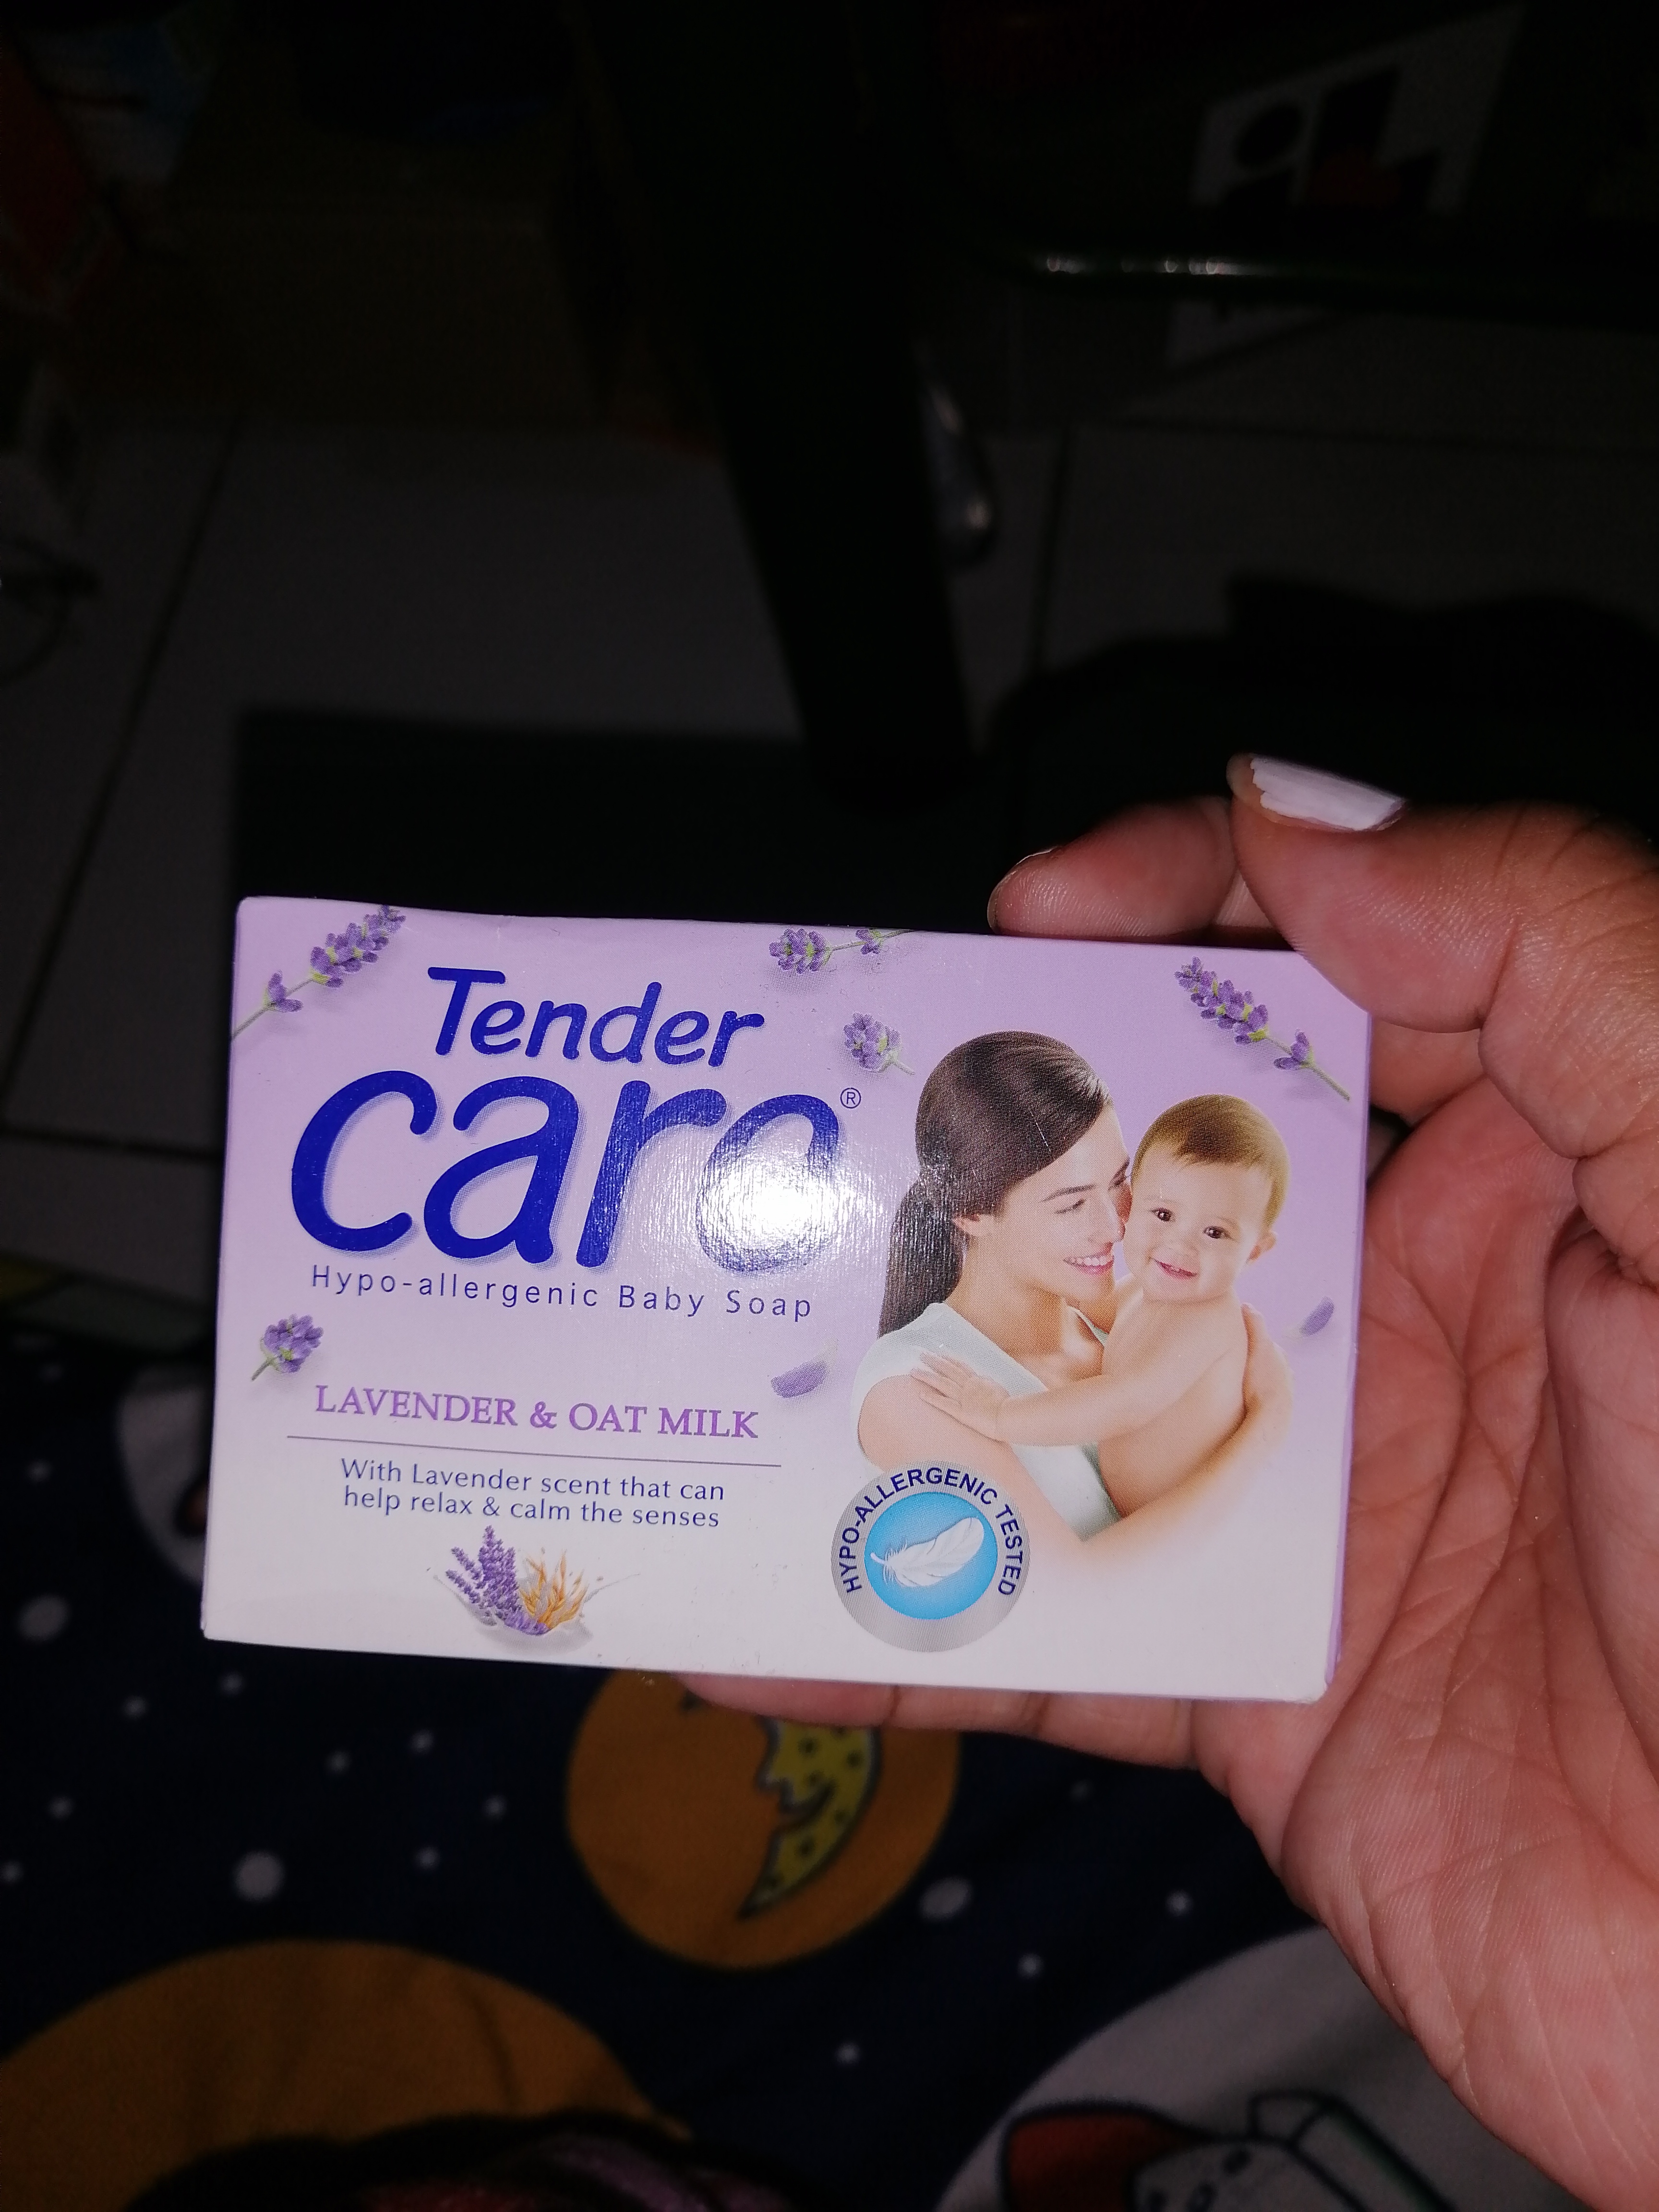 Tender
care®
Hypo-allergenic Baby Soap
LAVENDER & OAT MILK
With Lavender scent that can
help relax & calm the senses
HYPO-ALLERGENIC TESTED